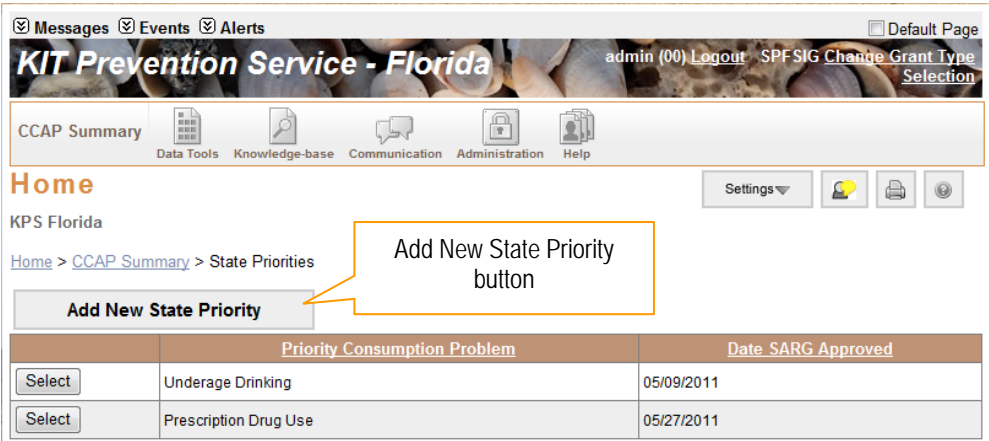 Messages Events Alerts Default Page
KIT Prevention Service - Florida admin (00) Logout SPFSIG Change Grant Type
Selection
CCAP Summary
Data Tools Knowledge-base Communication Administration Help
Home
Settings
KPS Florida
Home > CCAP Summary > State Priorities
Add New State Priority
button
Add New State Priority
Priority Consumption Problem Date SARG Approved
Select Underage Drinking 05/09/2011
Select Prescription Drug Use 05/27/2011